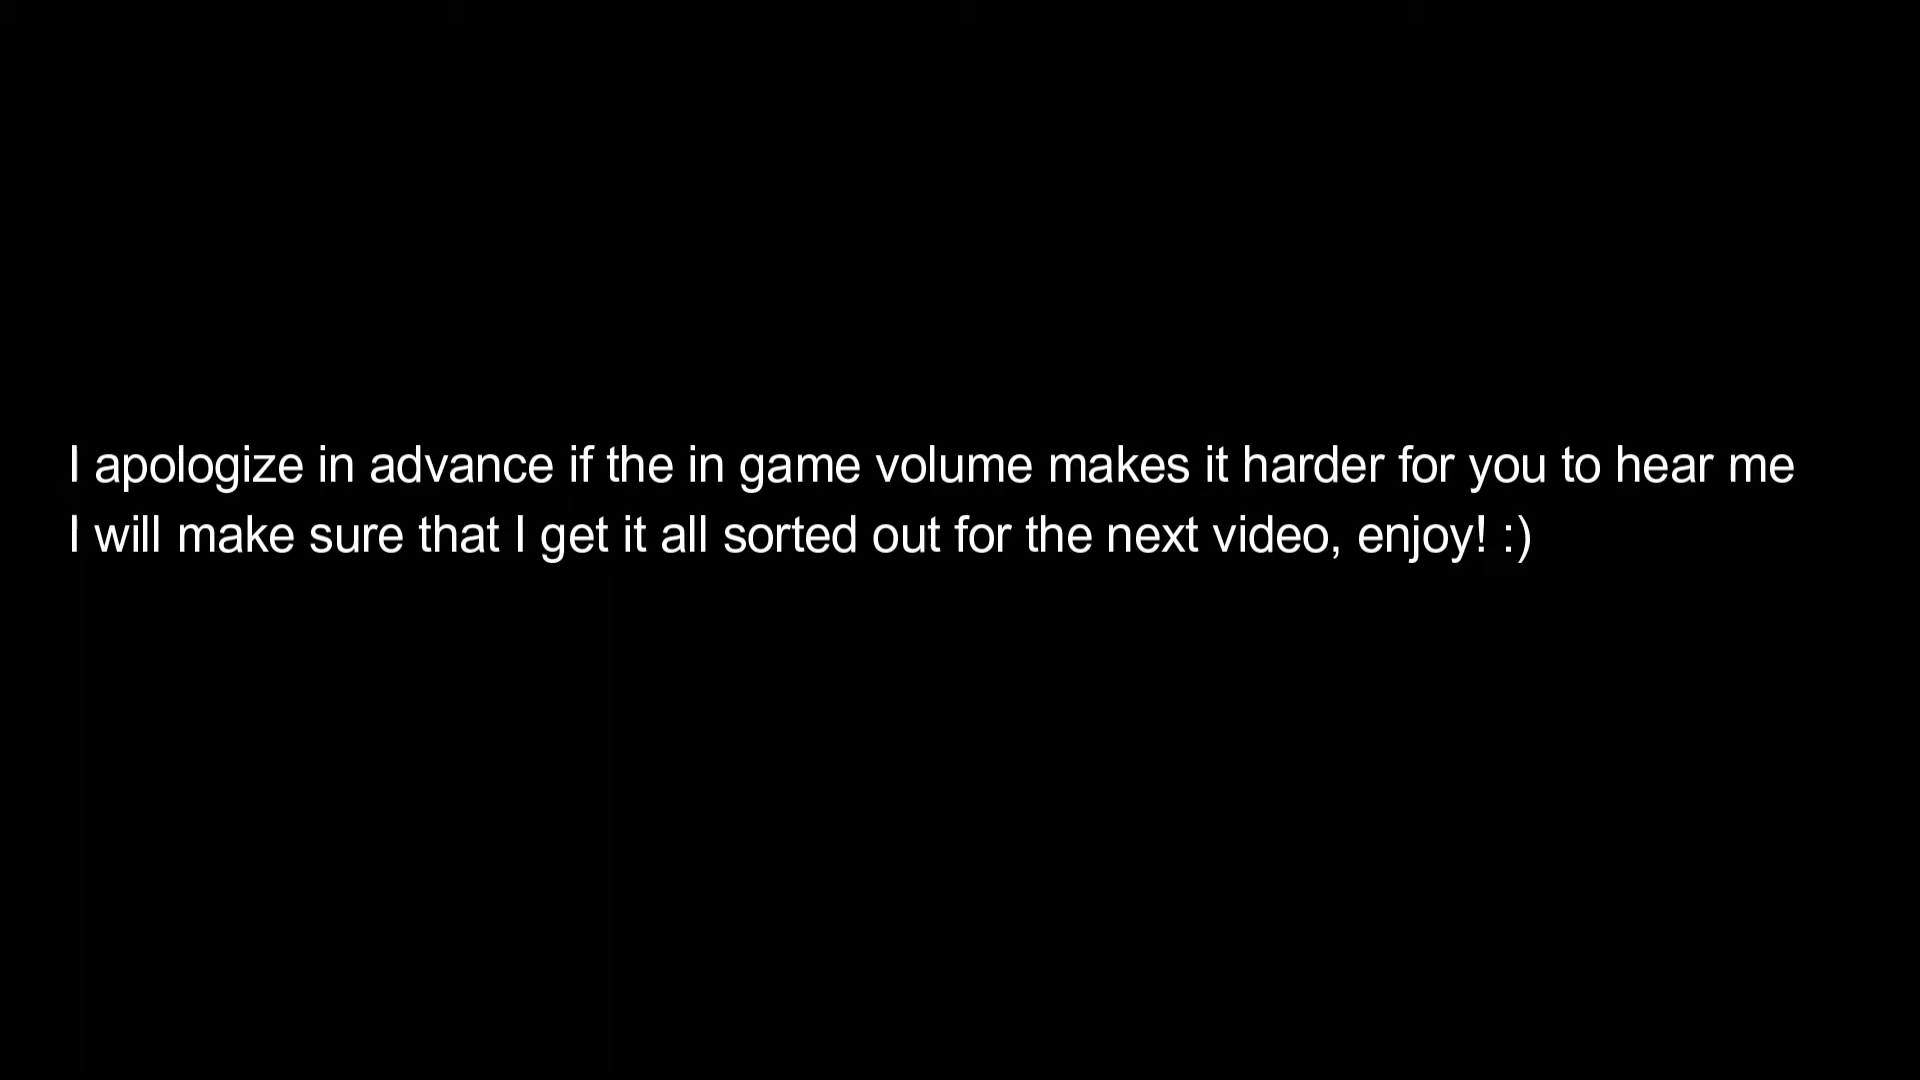 I apologize in advance if the in game volume makes it harder for you to hear me
I will make sure that I get it all sorted out for the next video, enjoy! :)